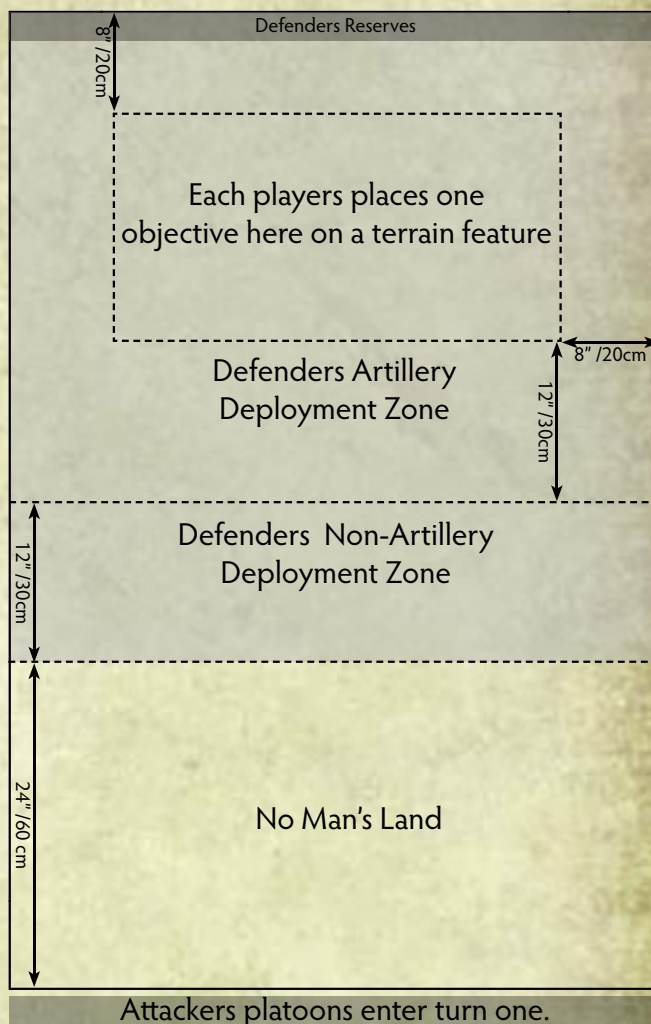 Defenders Reserves
8" /20cm
Each players places one
objective here on a terrain feature
8" /20cm
Defenders Artillery
Deployment Zone
12" /30cm
Defenders Non-Artillery
Deployment Zone
12" /30cm
24" /60 cm
No Man's Land
Attackers platoons enter turn one.